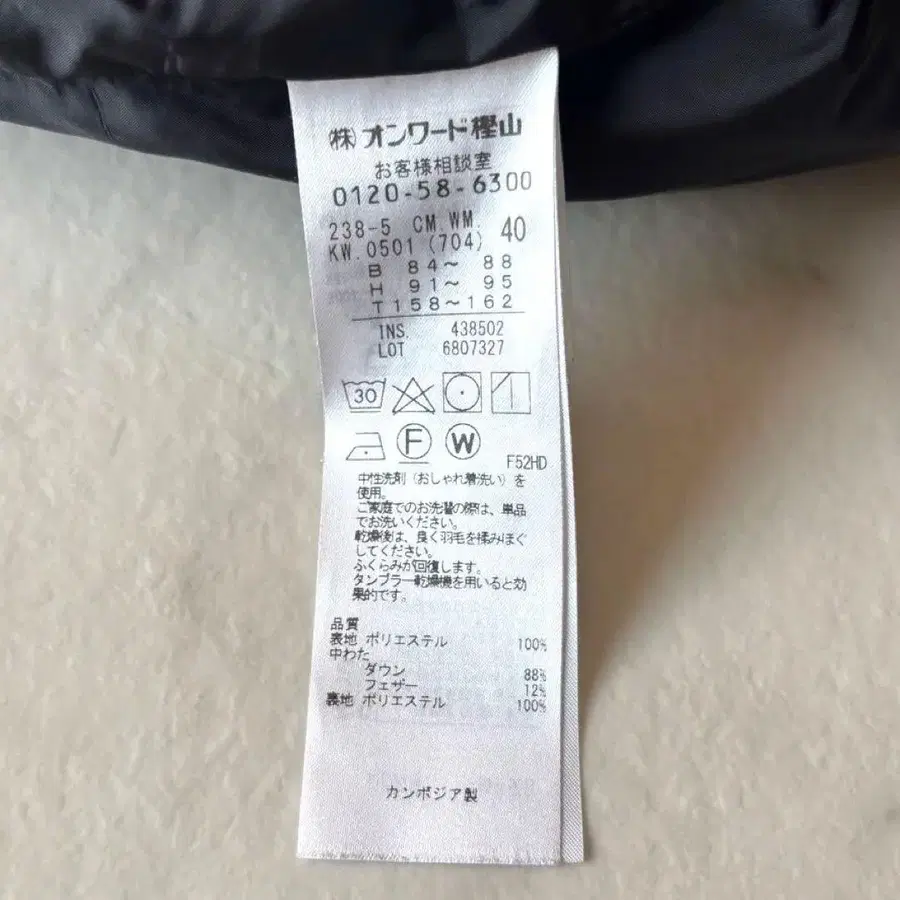 (株)オンワード樫山
お客様相談室
0120-58-6300
238-5 CM.WM. 40
KW.0501 (704)
B 84～ 88
H 91～ 95
T 158～162
INS. 438502
LOT 6807327
30
F W
F52HD
中性洗剤（おしゃれ着洗い）を
使用。
ご家庭でのお洗濯の際は、単品
でお洗いください。
乾燥後は、良く羽毛を揉みほぐ
してください。
ふくらみが回復します。
タンブラー乾燥機を用いると効
果的です。
品質
表地 ポリエステル 100%
中わた
ダウン 88%
フェザー 12%
裏地 ポリエステル 100%
カンボジア製